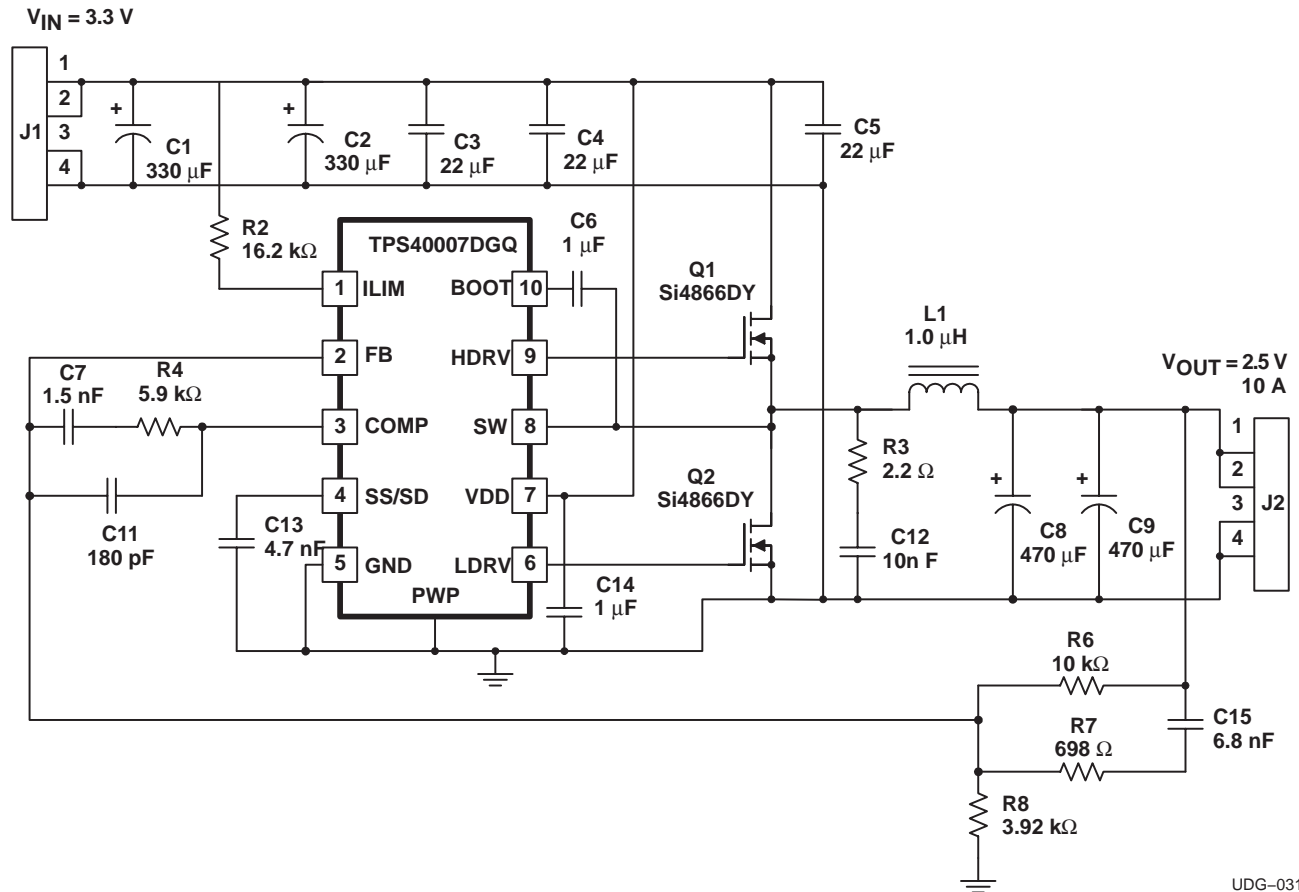 VIN = 3.3 V
J1
1
2
3
4
+
C1
330 µF
R2
16.2 kΩ
+
C2
330 µF
C3
22 µF
C4
22 µF
C5
22 µF
TPS40007DGQ
1
ILIM
2
FB
3
COMP
4
SS/SD
5
GND
BOOT
10
HDRV
9
SW
8
VDD
7
LDRV
6
PWP
C6
1 µF
C7
1.5 nF
R4
5.9 kΩ
C11
180 pF
C13
4.7 nF
C14
1 µF
Q1
Si4866DY
Q2
Si4866DY
L1
1.0 µH
R3
2.2 Ω
C12
10n F
+
C8
470 µF
+
C9
470 µF
VOUT = 2.5 V
10 A
1
2
3
4
J2
R6
10 kΩ
R7
698 Ω
C15
6.8 nF
R8
3.92 kΩ
UDG–031